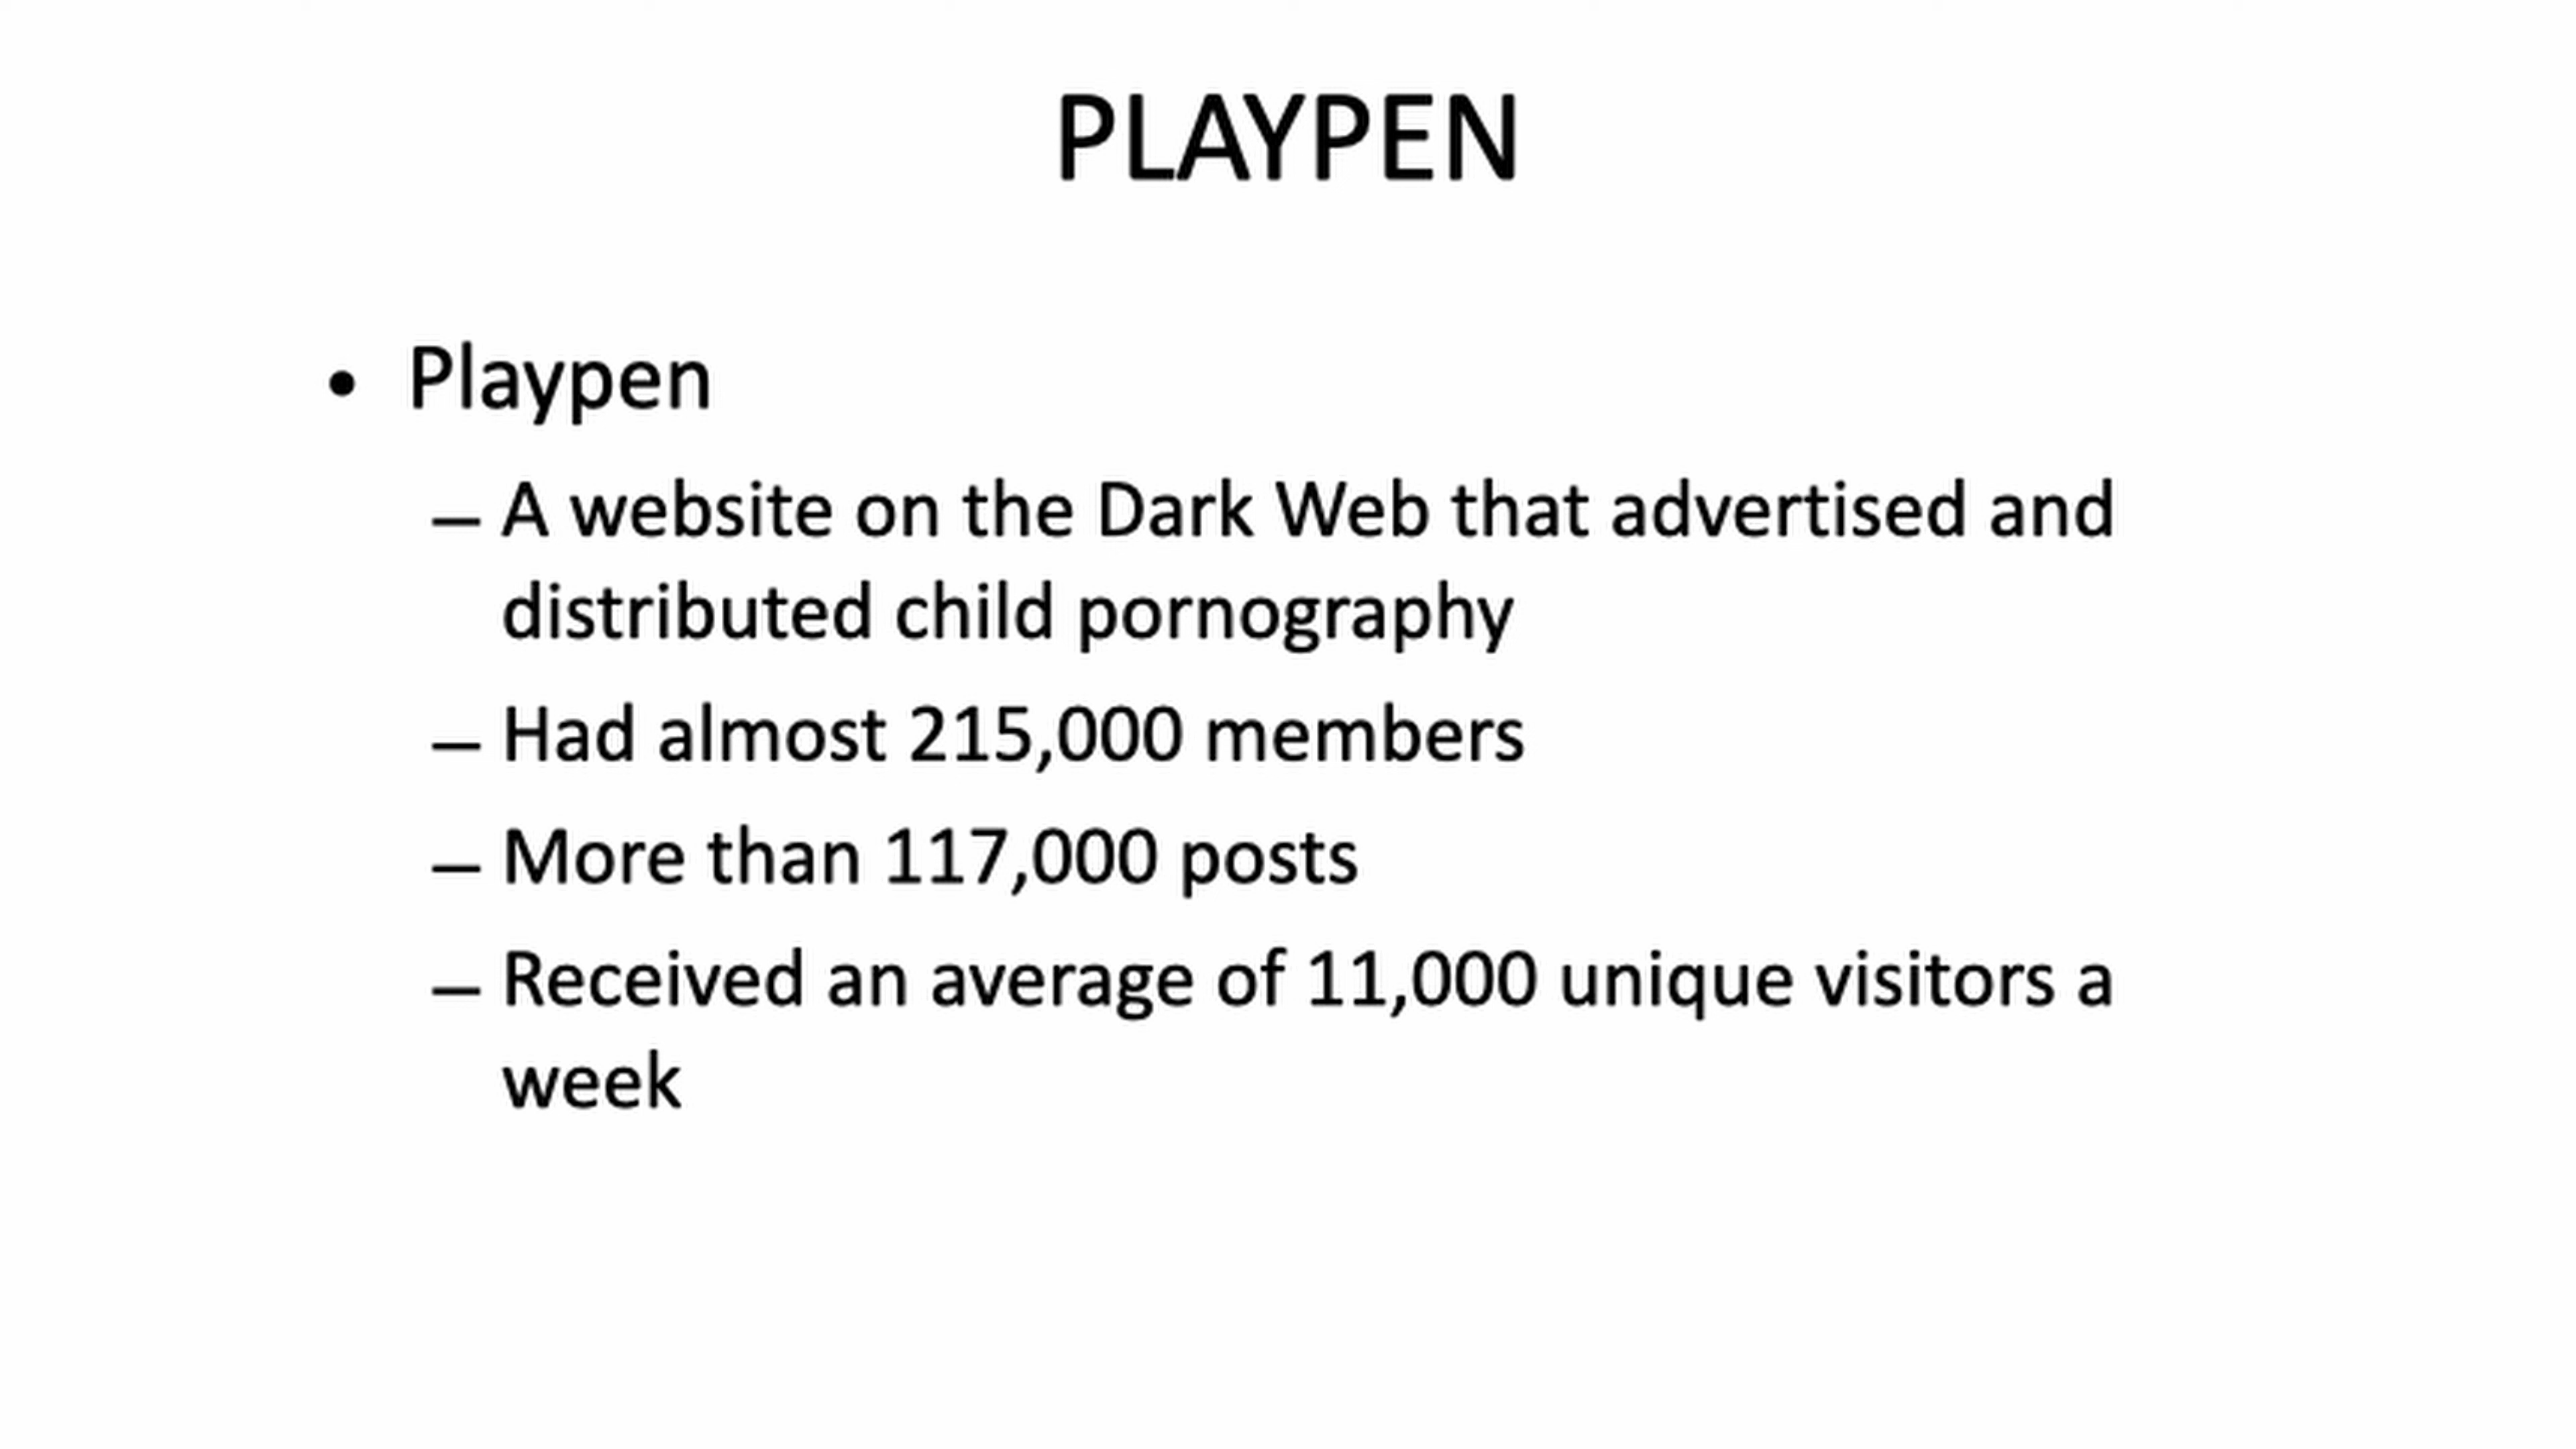 PLAYPEN
• Playpen
– A website on the Dark Web that advertised and
distributed child pornography
– Had almost 215,000 members
– More than 117,000 posts
– Received an average of 11,000 unique visitors a
week